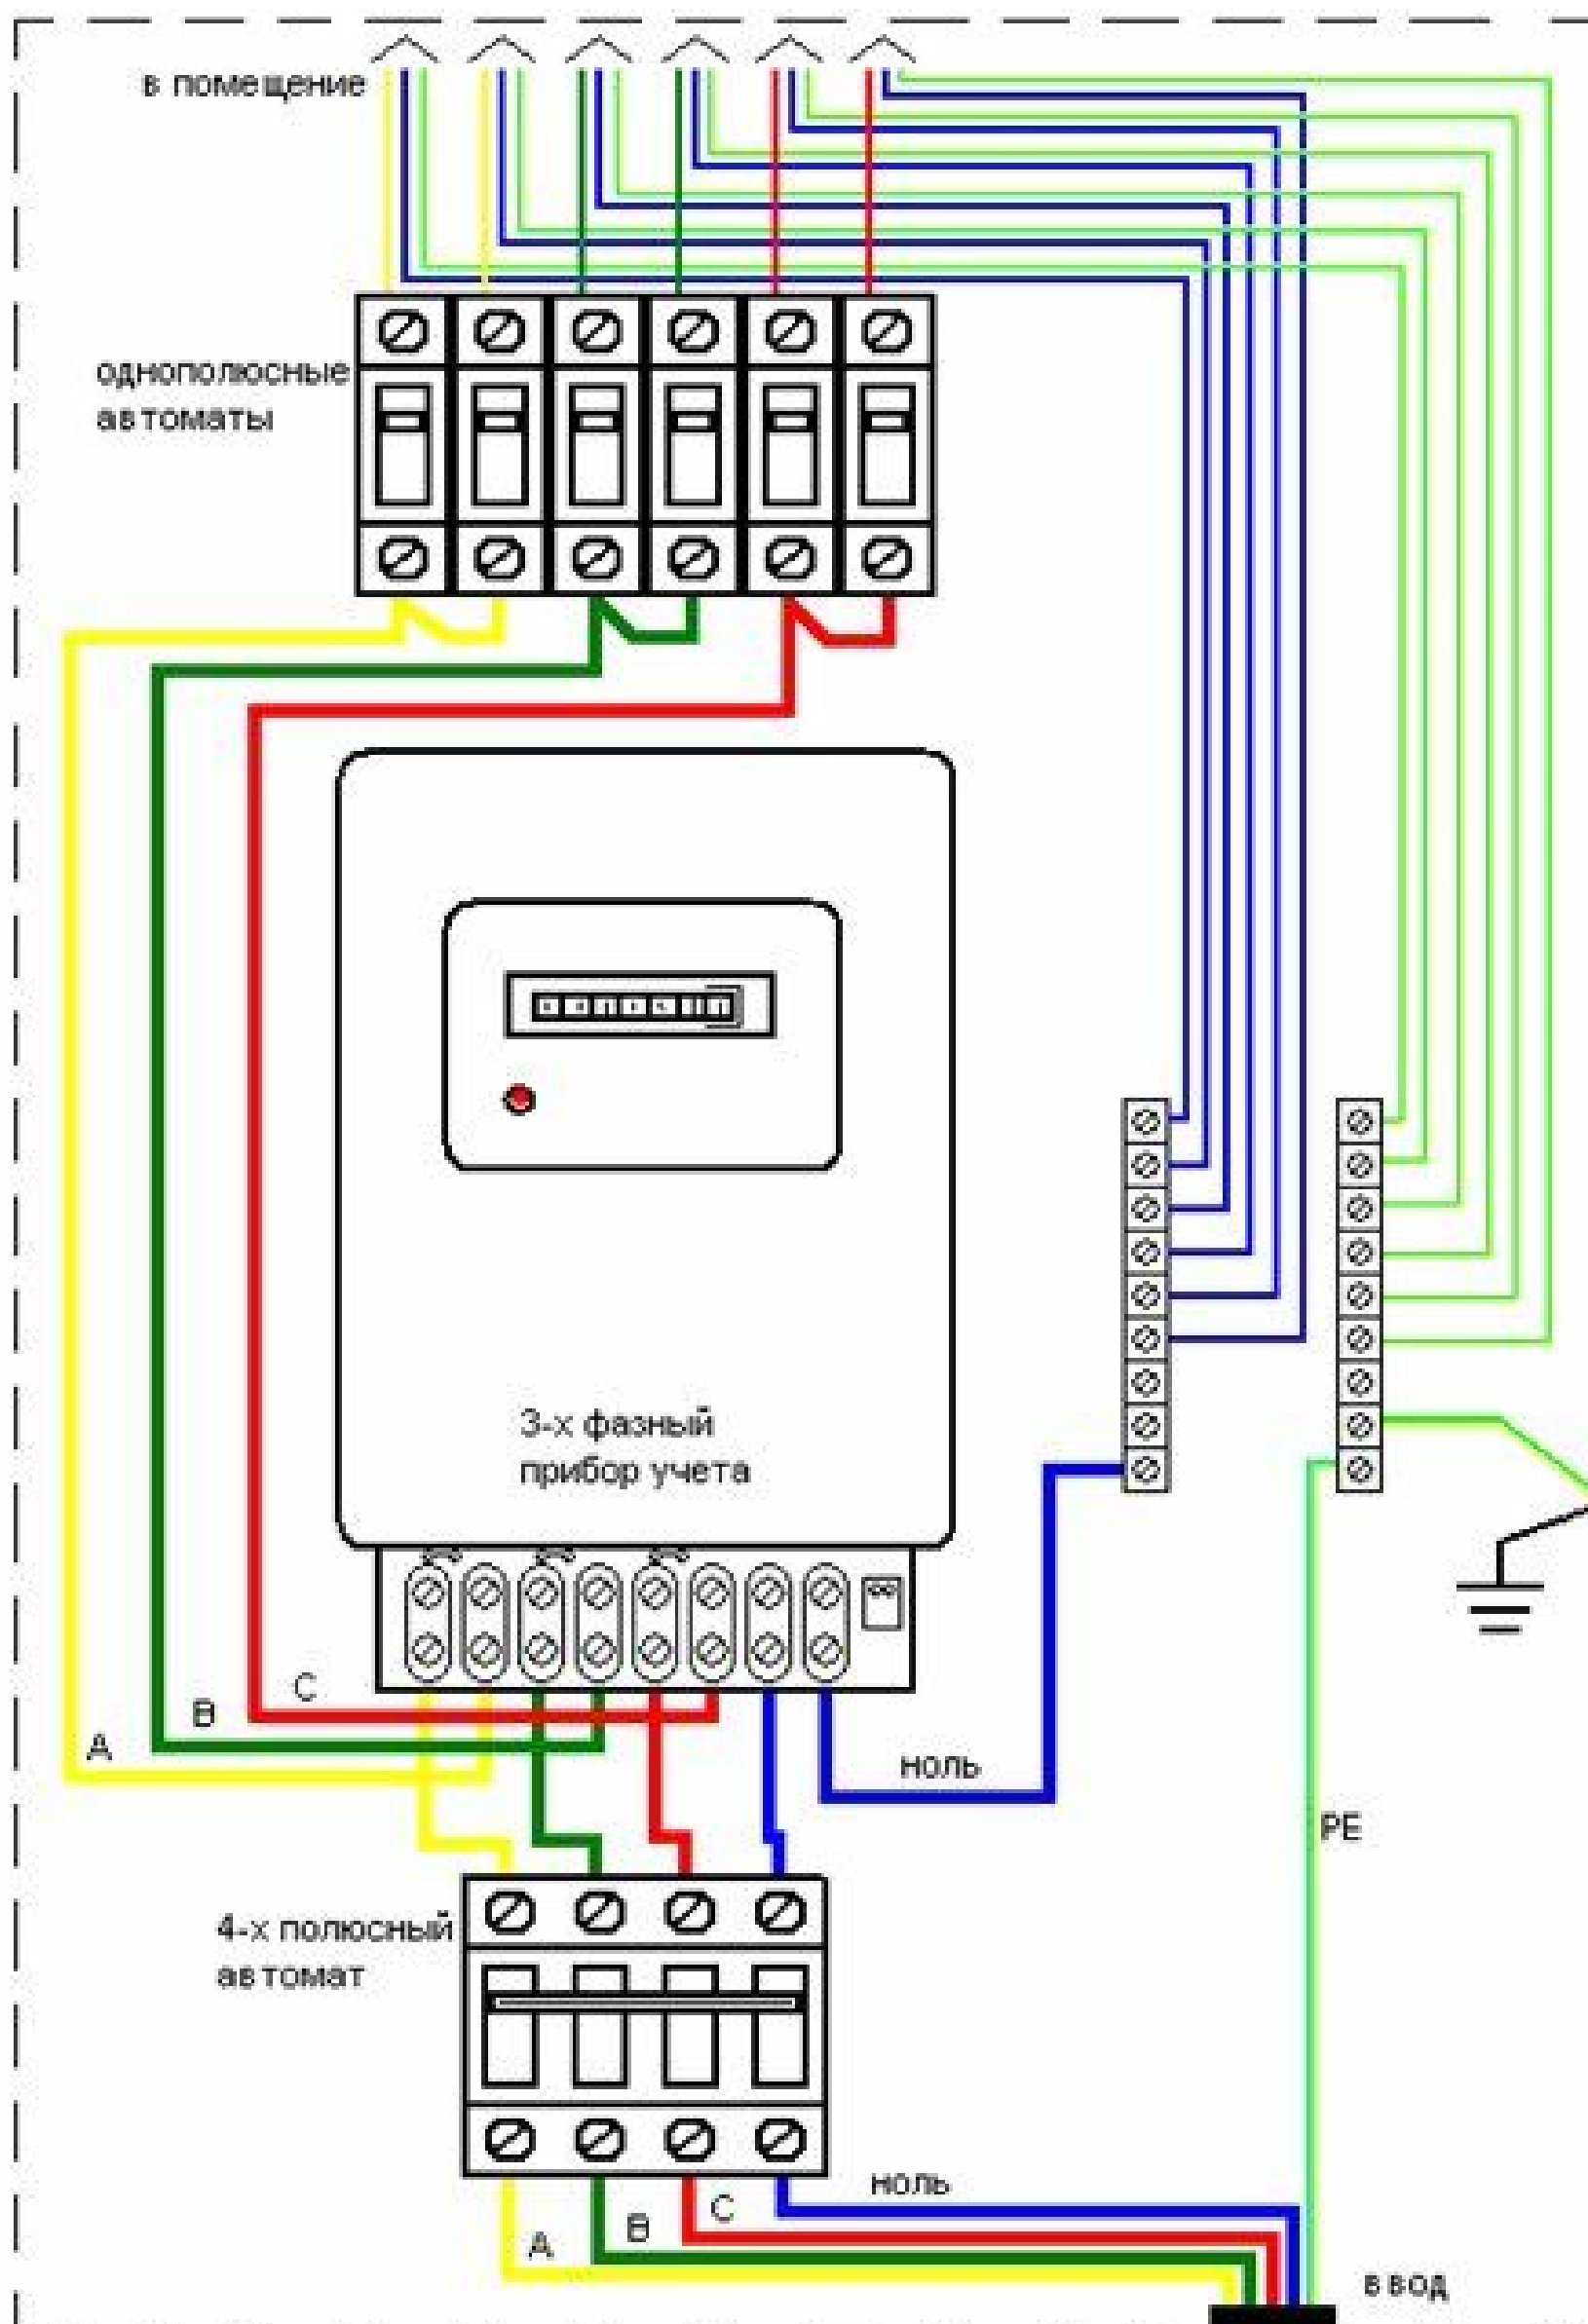 в помещение
однополюсные
автоматы
3-х фазный
прибор учета
C
B
A
ноль
PE
4-х полюсный
автомат
ноль
C
B
A
ввод